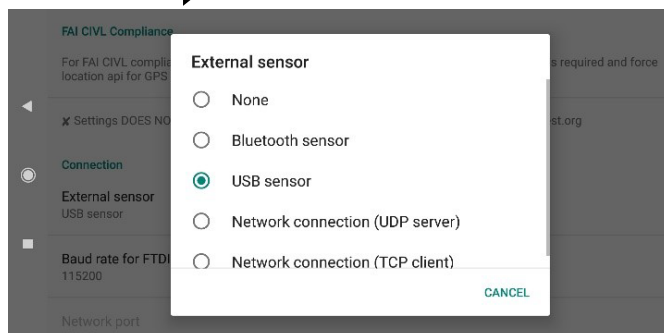 FAI CIVL Compliance
For FAI CIVL complia
s required and force
location api for GPS
External sensor
None
✘ Settings DOES NO
st.org
Bluetooth sensor
Connection
USB sensor
External sensor
USB sensor
Network connection (UDP server)
Baud rate for FTDI
115200
Network connection (TCP client)
CANCEL
Network port